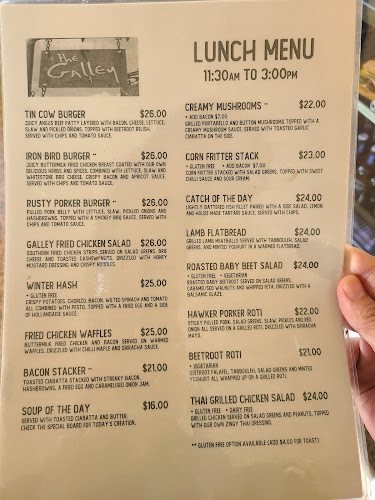 The
Galley
LUNCH MENU
11:30AM TO 3:00PM
TIN COW BURGER $26.00
JUICY ANGUS BEEF PATTY LAYERED WITH BACON, CHEESE, LETTUCE,
SLAW AND PICKLED ONIONS, TOPPED WITH BEETROOT RELISH.
SERVED WITH CHIPS AND TOMATO SAUCE.
IRON BIRD BURGER ** $26.00
JUICY BUTTERMILK FRIED CHICKEN BREAST COATED WITH OUR OWN
DELICIOUS HERBS AND SPICES. COMBINED WITH LETTUCE, SLAW AND
WHITESTONE BRIE CHEESE, CRISPY BACON AND APRICOT SAUCE.
SERVED WITH CHIPS AND TOMATO SAUCE.
RUSTY PORKER BURGER ** $26.00
PULLED PORK BELLY WITH LETTUCE, SLAW, PICKLED ONIONS AND
HASHBROWNS. TOPPED WITH A SMOKEY BBQ SAUCE. SERVED WITH
CHIPS AND TOMATO SAUCE.
GALLEY FRIED CHICKEN SALAD $26.00
SOUTHERN FRIED CHICKEN STRIPS SERVED ON SALAD GREENS, BRIE
CHEESE AND TOASTED CASHEWNUTS. DRIZZLED WITH HONEY
MUSTARD DRESSING AND CRISPY NOODLES.
WINTER HASH $25.00
• GLUTEN FREE
CRISPY POTATOES, CHORIZO, BACON, WILTED SPINACH AND TOMATO
ALL COMBINED WITH PESTO, TOPPED WITH A FRIED EGG AND A SIDE
OF HOLLANDAISE SAUCE.
FRIED CHICKEN WAFFLES $25.00
BUTTERMILK FRIED CHICKEN AND BACON SERVED ON WARMED
WAFFLES, DRIZZLED WITH CHILLI MAPLE AND SRIRACHA SAUCE.
BACON STACKER ** $21.00
TOASTED CIABATTA STACKED WITH STREAKY BACON,
HASHBROWNS, A FRIED EGG AND CARAMELISED ONION JAM.
SOUP OF THE DAY $16.00
SERVED WITH TOASTED CIABATTA AND BUTTER.
CHECK THE SPECIAL BOARD FOR TODAY'S CREATION.
CREAMY MUSHROOMS ** $22.00
• ADD BACON $7.00
GRILLED PORTABELLO AND BUTTON MUSHROOMS TOPPED WITH A
CREAMY MUSHROOM SAUCE, SERVED WITH TOASTED GARLIC
CIABATTA ON THE SIDE.
CORN FRITTER STACK $23.00
• GLUTEN FREE • ADD BACON $7.00
CORN FRITTER STACKED WITH SALAD GREENS, TOPPED WITH SWEET
CHILLI SAUCE AND SOUR CREAM.
CATCH OF THE DAY $24.00
LIGHTLY BATTERED FISH FILLET PAIRED WITH A SIDE SALAD, LEMON
AND HOUSE MADE TARTARE SAUCE. SERVED WITH CHIPS.
LAMB FLATBREAD $24.00
GRILLED LAMB MEATBALLS SERVED WITH TABBOULEH, SALAD
GREENS, AND MINTED YOGHURT IN A WARMED FLATBREAD.
ROASTED BABY BEET SALAD $24.00
• GLUTEN FREE • VEGETARIAN
ROASTED BABY BEETROOT SERVED ON SALAD GREENS,
CARAMELISED WALNUTS AND WHIPPED FETA, DRIZZLED WITH A
BALSAMIC GLAZE.
HAWKER PORKER ROTI $22.00
STICKY PULLED PORK, SALAD GREENS, SLAW, PICKLES AND RED
ONION ALL SERVED ON A GRILLED ROTI, DRIZZLED WITH SRIRACHA
MAYO.
BEETROOT ROTI $21.00
• VEGETARIAN
BEETROOT FALAFEL, TABBOULEH, SALAD GREENS AND MINTED
YOGHURT ALL WRAPPED UP ON A GRILLED ROTI.
THAI GRILLED CHICKEN SALAD $24.00
• GLUTEN FREE • DAIRY FREE
GRILLED CHICKEN SERVED ON SALAD GREENS AND PEANUTS, TOPPED
WITH OUR OWN ZINGY THAI DRESSING.
** GLUTEN FREE OPTION AVAILABLE (ADD $4.00 FOR TOAST)